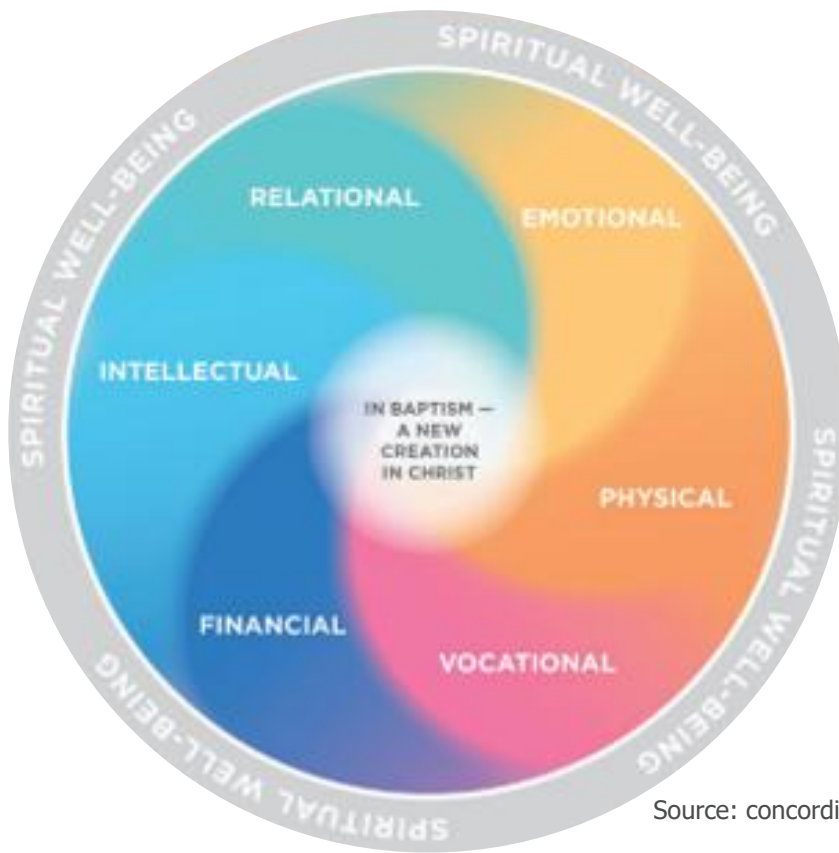 SPIRITUAL WELL-BEING
SPIRITUAL WELL-BEING
RELATIONAL
EMOTIONAL
INTELLECTUAL
IN BAPTISM —
A NEW
CREATION
IN CHRIST
PHYSICAL
FINANCIAL
VOCATIONAL
SPIRITUAL WELL-BEING
SPIRITUAL WELL-BEING
Source: concordi